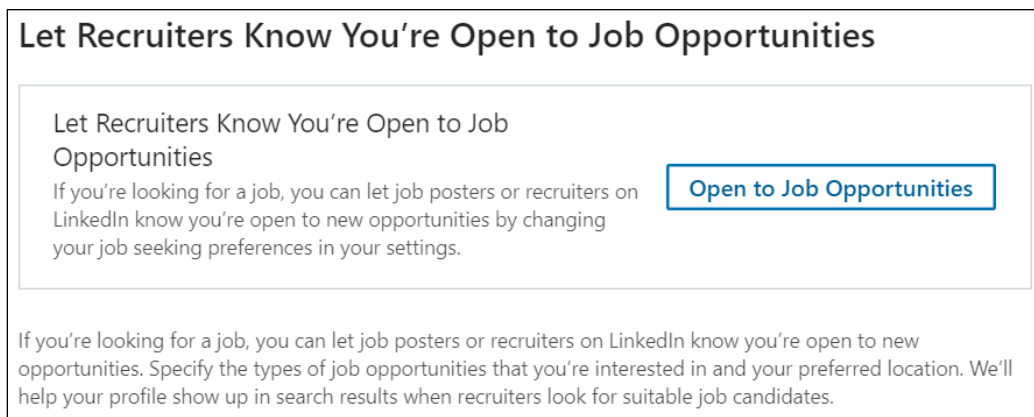 Let Recruiters Know You’re Open to Job Opportunities
Let Recruiters Know You’re Open to Job
Opportunities
If you’re looking for a job, you can let job posters or recruiters on
LinkedIn know you’re open to new opportunities by changing
your job seeking preferences in your settings.
Open to Job Opportunities
If you’re looking for a job, you can let job posters or recruiters on LinkedIn know you’re open to new
opportunities. Specify the types of job opportunities that you’re interested in and your preferred location. We’ll
help your profile show up in search results when recruiters look for suitable job candidates.